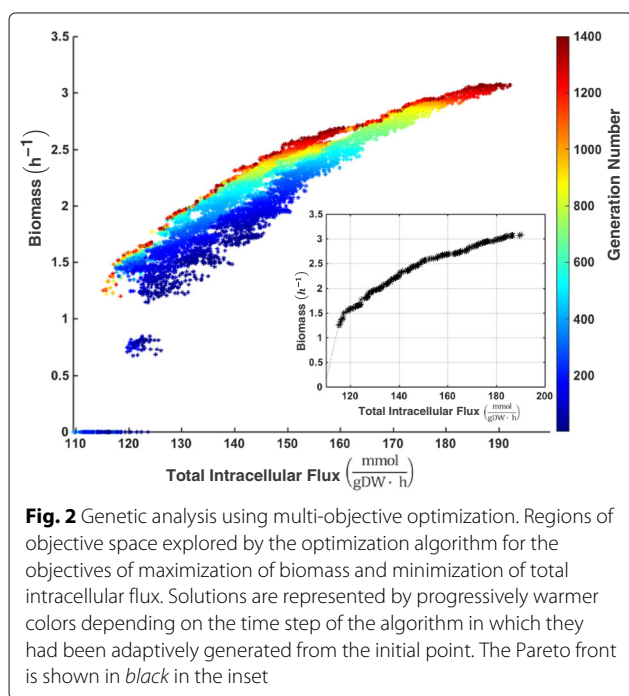 3.5
3
2.5
2
1.5
1
0.5
0
Biomass (h⁻¹)
110 120 130 140 150 160 170 180 190
Total Intracellular Flux (mmol/gDW · h)
3.5
3
2.5
2
1.5
1
0.5
0
Biomass (h⁻¹)
120 140 160 180 200
Total Intracellular Flux (mmol/gDW · h)
1400
1200
1000
800
600
400
200
Generation Number
Fig. 2 Genetic analysis using multi-objective optimization. Regions of
objective space explored by the optimization algorithm for the
objectives of maximization of biomass and minimization of total
intracellular flux. Solutions are represented by progressively warmer
colors depending on the time step of the algorithm in which they
had been adaptively generated from the initial point. The Pareto front
is shown in black in the inset